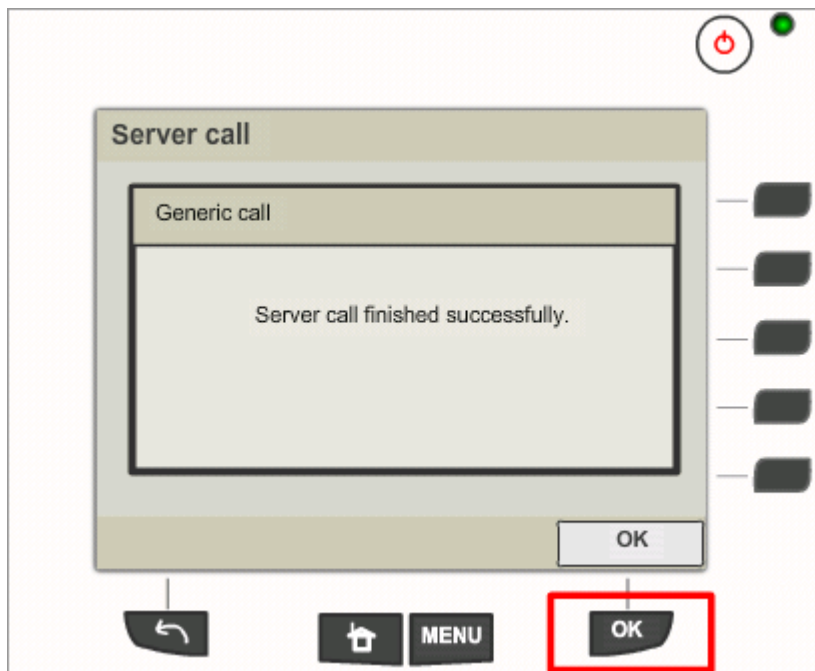 Server call
Generic call
Server call finished successfully.
OK
MENU
OK